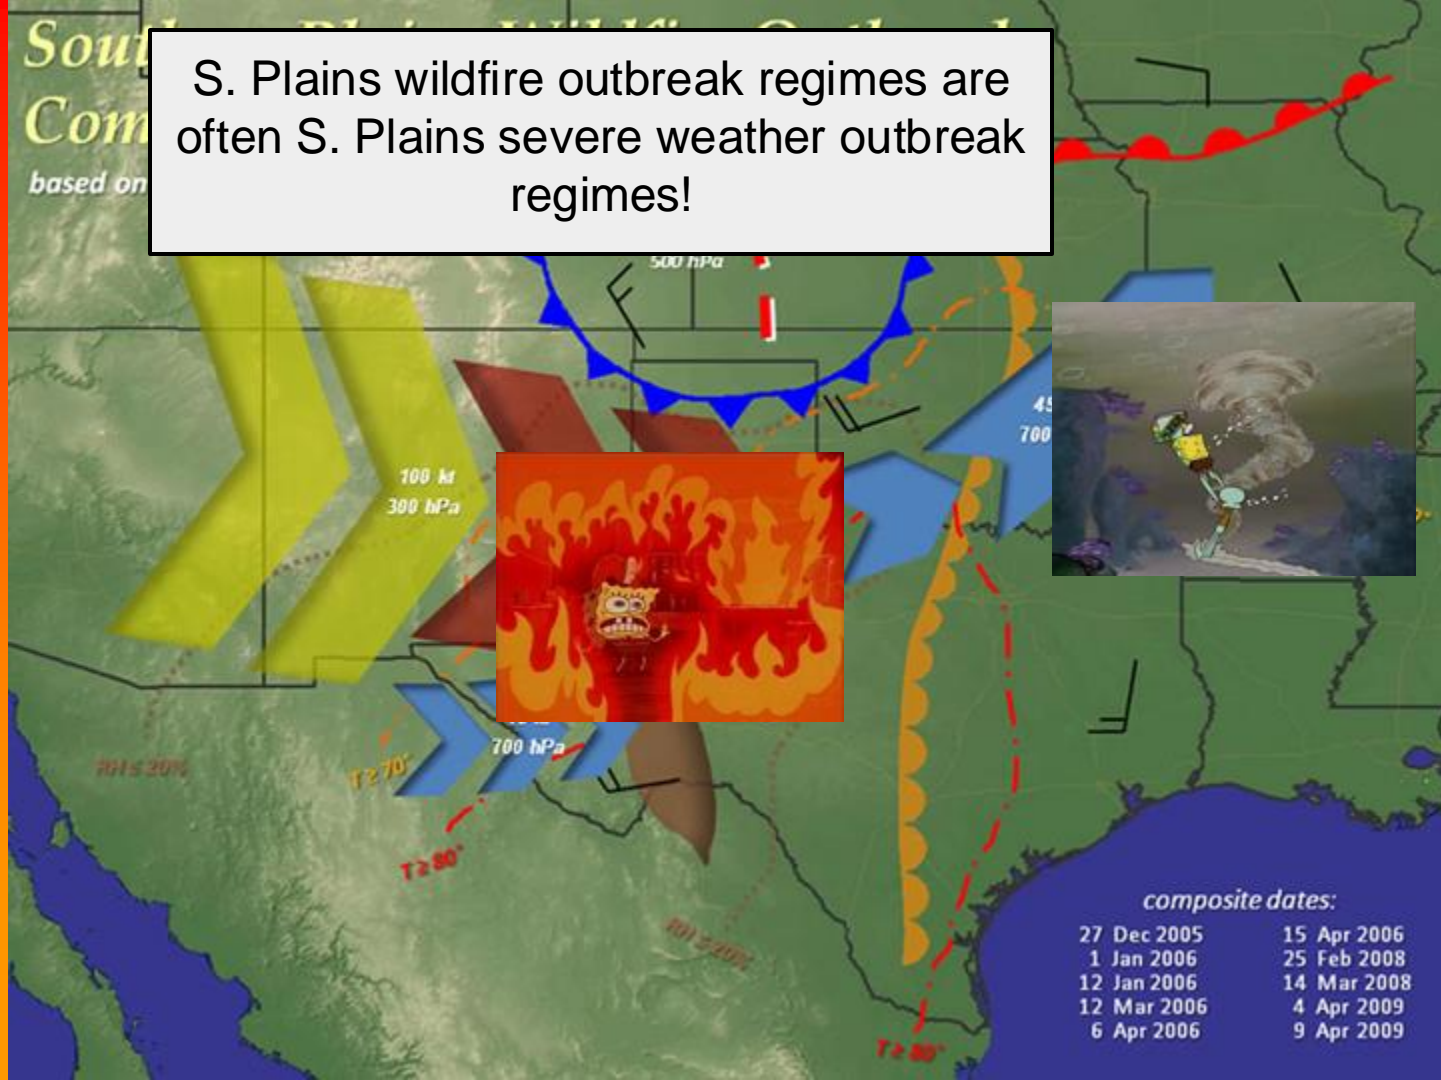 S. Plains wildfire outbreak regimes are
often S. Plains severe weather outbreak
regimes!
based on
500 hPa
45
700
100 kt
300 hPa
700 hPa
RH ≤ 20%
T ≥ 70°
T ≥ 80°
RH ≤ 20%
T ≥ 80°
composite dates:
27 Dec 2005 15 Apr 2006
1 Jan 2006 25 Feb 2008
12 Jan 2006 14 Mar 2008
12 Mar 2006 4 Apr 2009
6 Apr 2006 9 Apr 2009